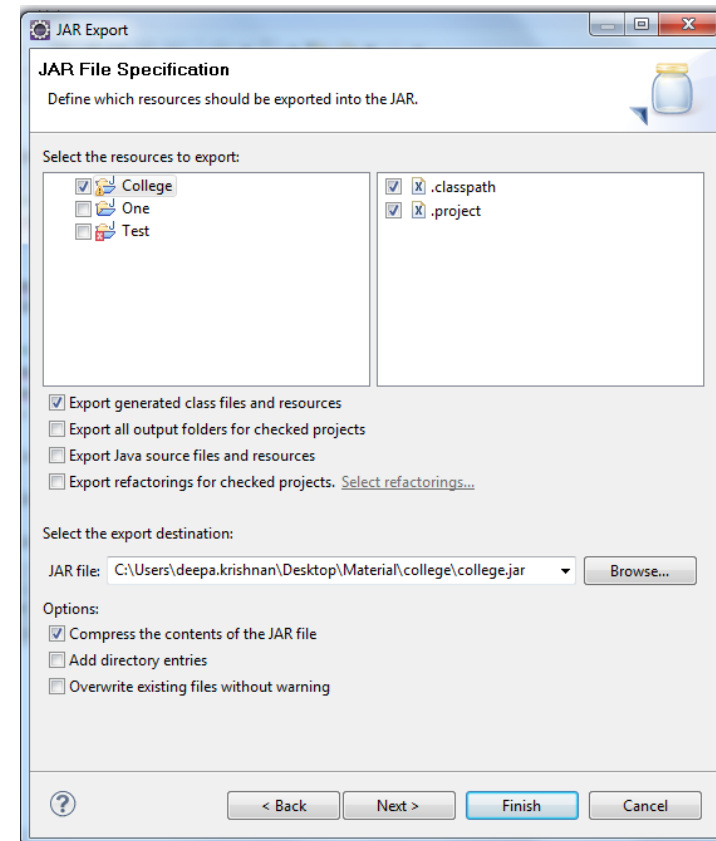 JAR Export
JAR File Specification
Define which resources should be exported into the JAR.
Select the resources to export:
College
One
Test
.classpath
.project
Export generated class files and resources
Export all output folders for checked projects
Export Java source files and resources
Export refactorings for checked projects. Select refactorings...
Select the export destination:
JAR file: C:\Users\deepa.krishnan\Desktop\Material\college\college.jar Browse...
Options:
Compress the contents of the JAR file
Add directory entries
Overwrite existing files without warning
? < Back Next > Finish Cancel